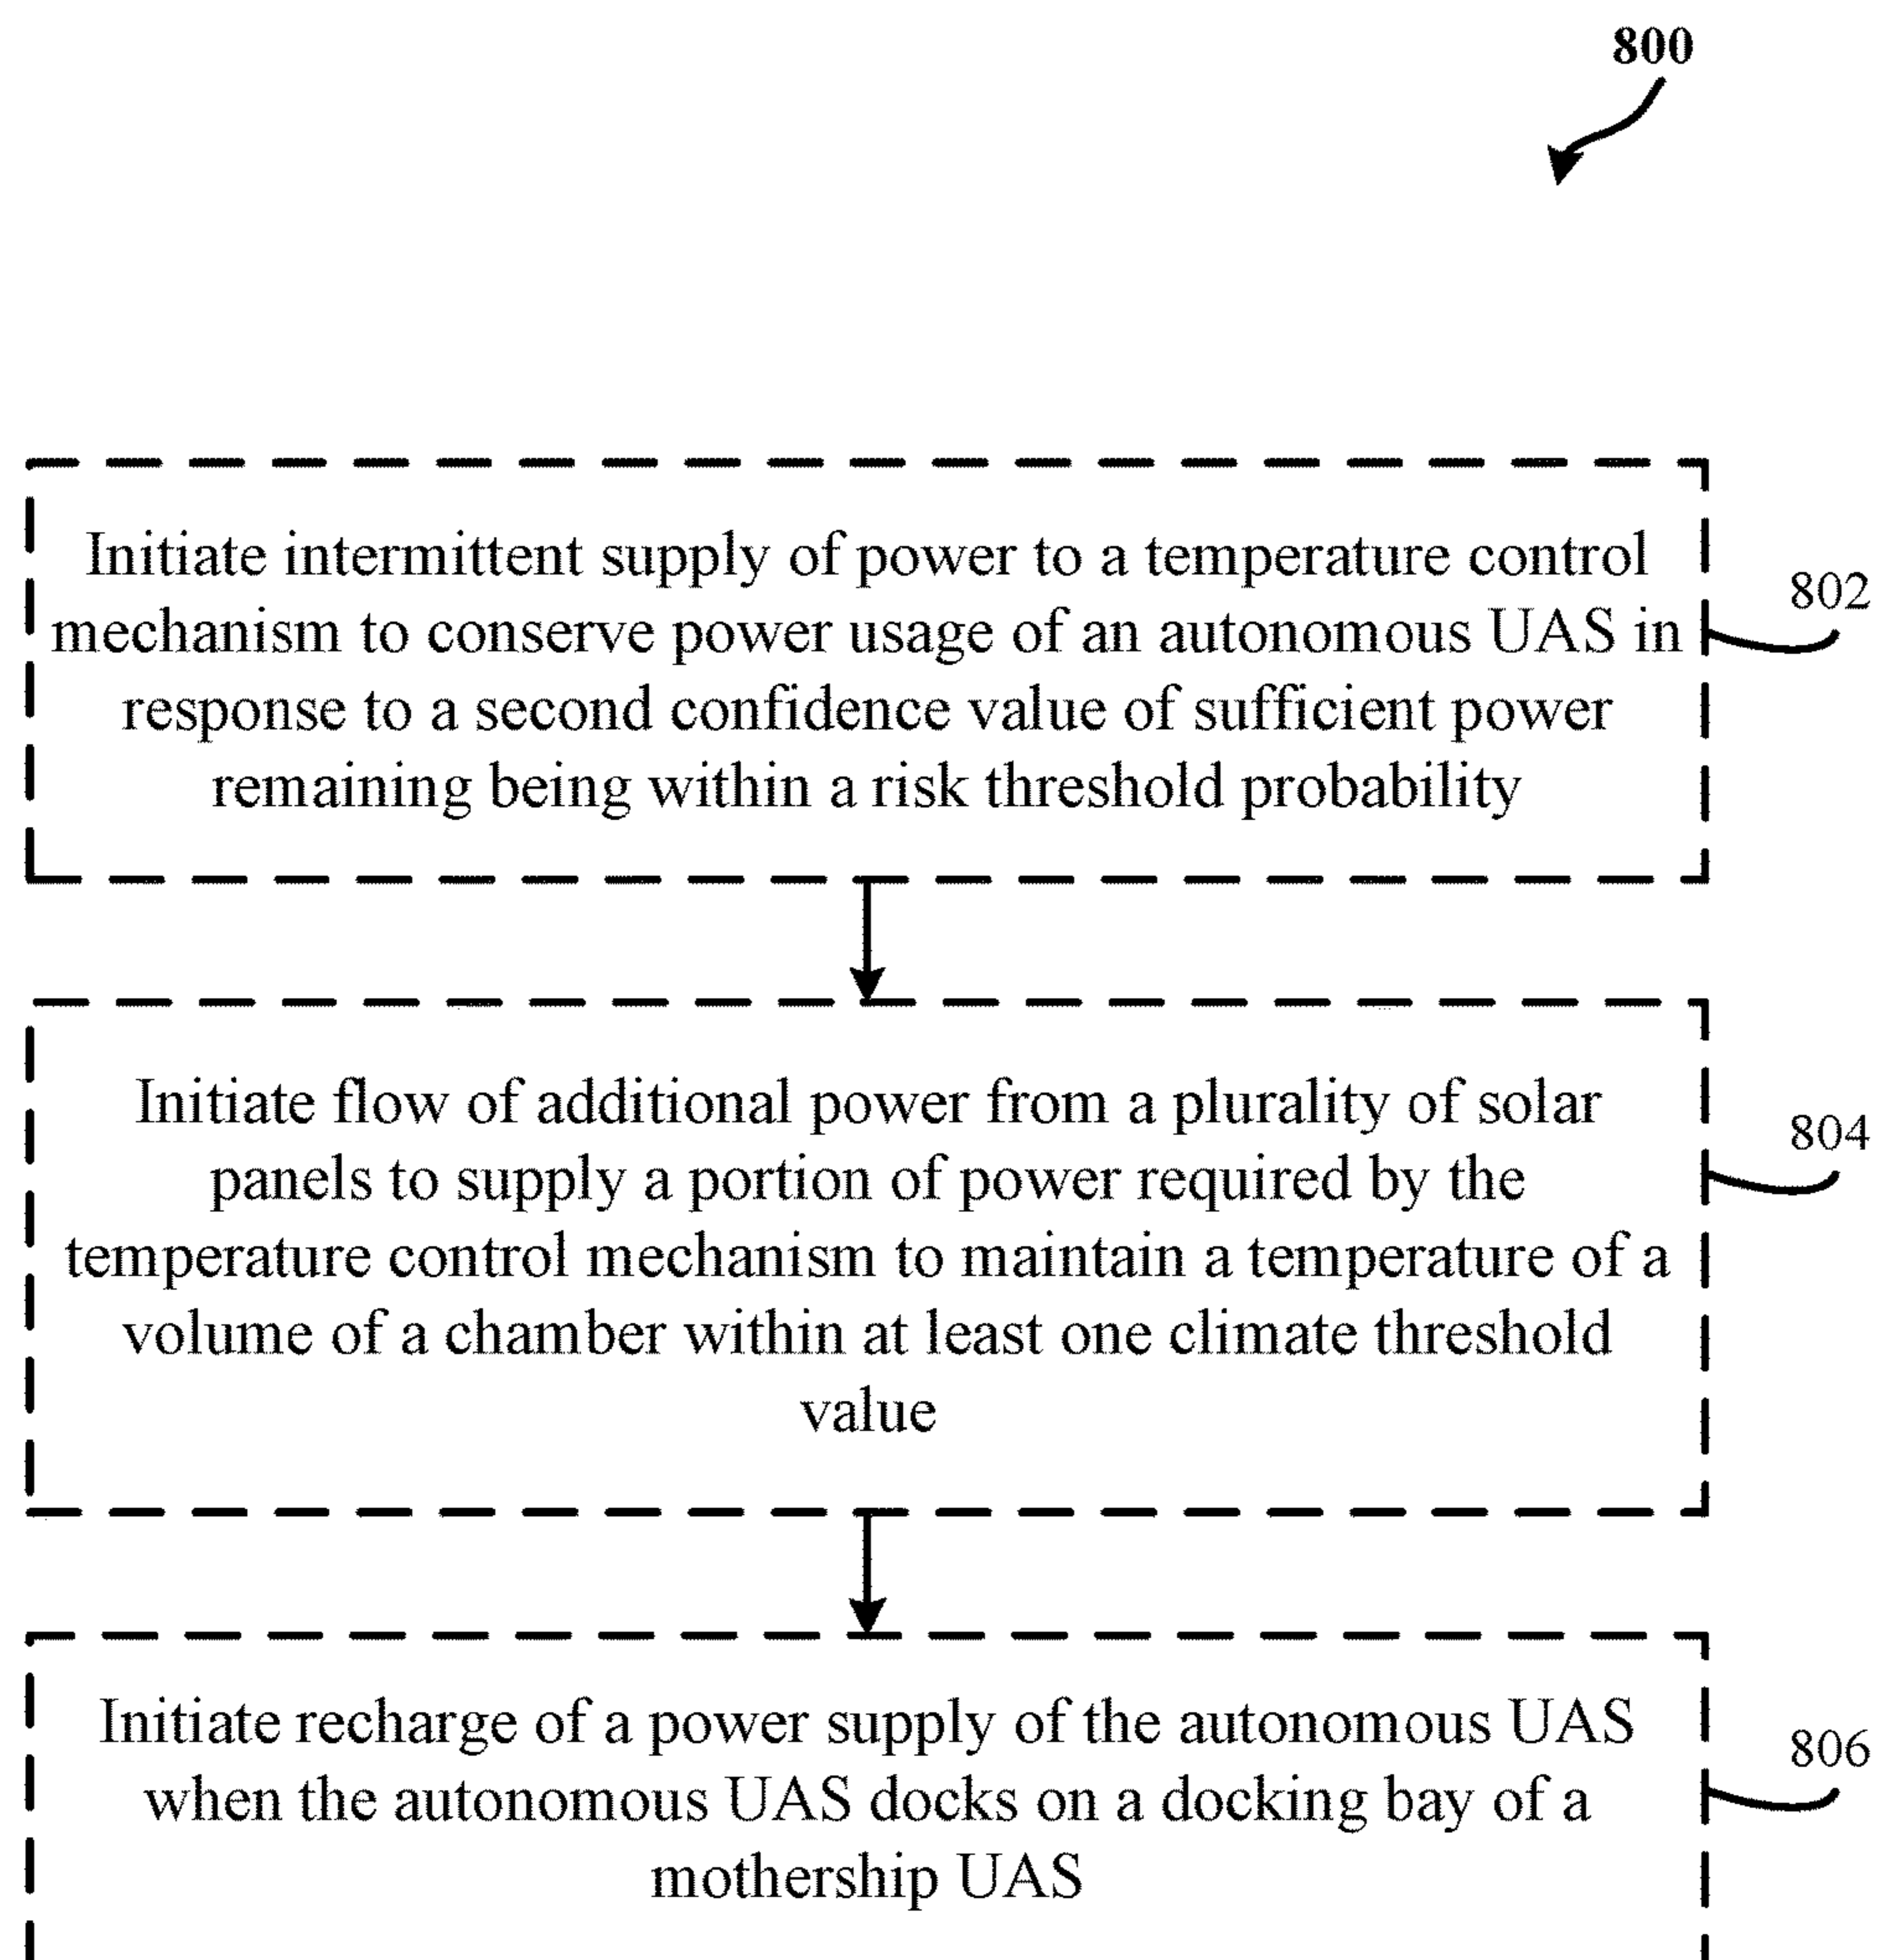 800
Initiate intermittent supply of power to a temperature control
mechanism to conserve power usage of an autonomous UAS in
response to a second confidence value of sufficient power
remaining being within a risk threshold probability
802
Initiate flow of additional power from a plurality of solar
panels to supply a portion of power required by the
temperature control mechanism to maintain a temperature of a
volume of a chamber within at least one climate threshold
value
804
Initiate recharge of a power supply of the autonomous UAS
when the autonomous UAS docks on a docking bay of a
mothership UAS
806